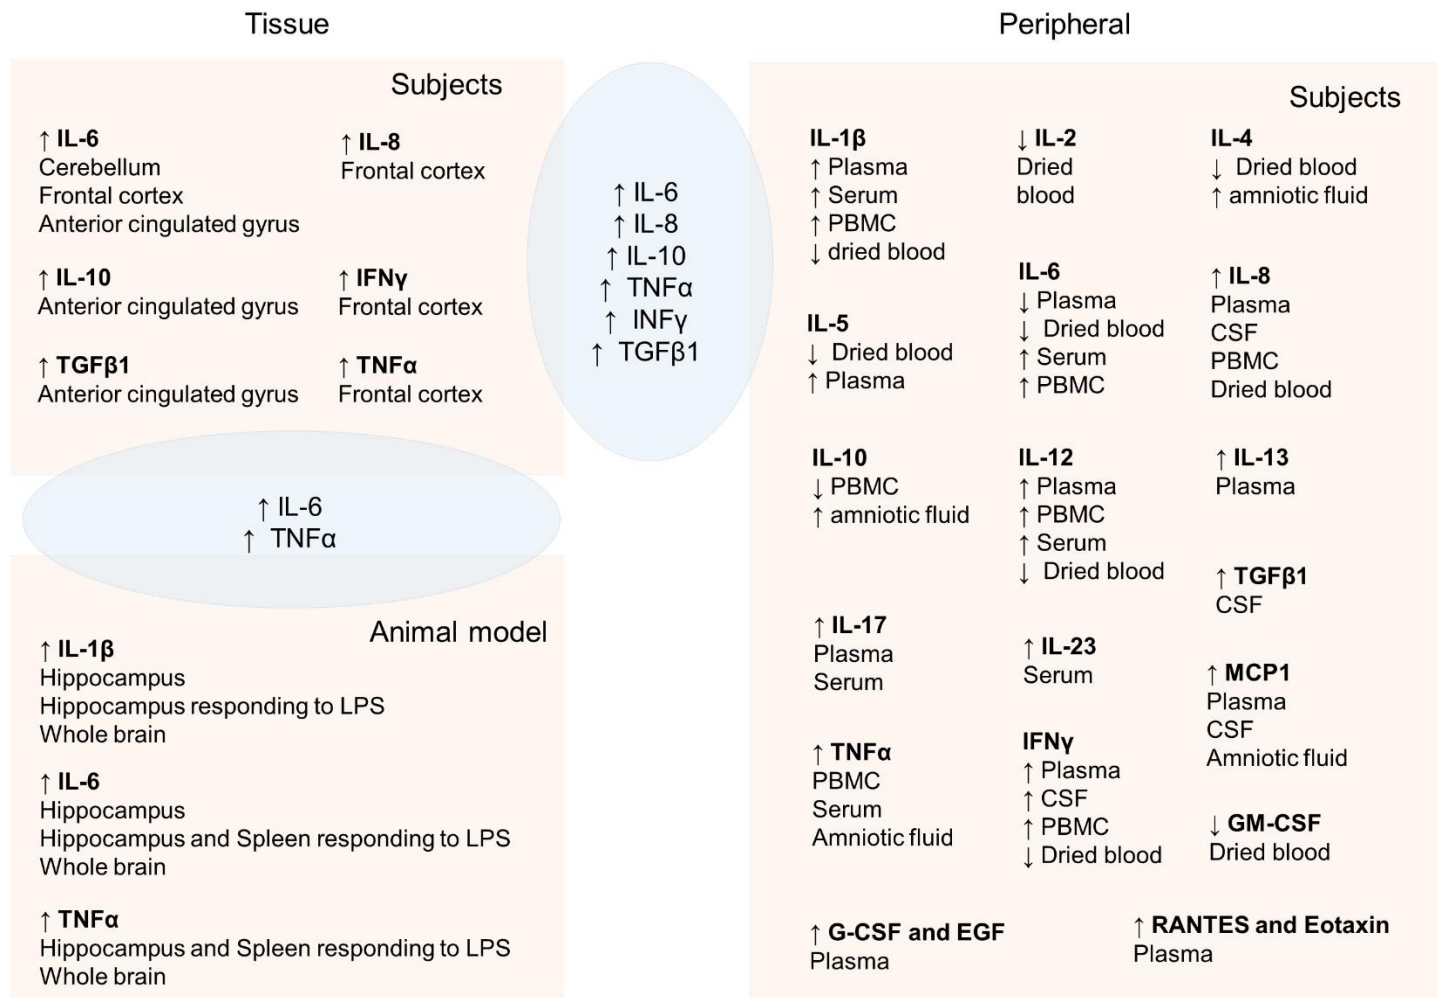 Tissue
Subjects
↑ IL-6
Cerebellum
Frontal cortex
Anterior cingulated gyrus
↑ IL-8
Frontal cortex
↑ IL-10
Anterior cingulated gyrus
↑ IFNγ
Frontal cortex
↑ TGFβ1
Anterior cingulated gyrus
↑ TNFα
Frontal cortex
↑ IL-6
↑ TNFα
Animal model
↑ IL-1β
Hippocampus
Hippocampus responding to LPS
Whole brain
↑ IL-6
Hippocampus
Hippocampus and Spleen responding to LPS
Whole brain
↑ TNFα
Hippocampus and Spleen responding to LPS
Whole brain
↑ IL-6
↑ IL-8
↑ IL-10
↑ TNFα
↑ INFγ
↑ TGFβ1
Peripheral
Subjects
IL-1β
↑ Plasma
↑ Serum
↑ PBMC
↓ dried blood
↓ IL-2
Dried
blood
IL-4
↓ Dried blood
↑ amniotic fluid
IL-5
↓ Dried blood
↑ Plasma
IL-6
↓ Plasma
↓ Dried blood
↑ Serum
↑ PBMC
↑ IL-8
Plasma
CSF
PBMC
Dried blood
IL-10
↓ PBMC
↑ amniotic fluid
IL-12
↑ Plasma
↑ PBMC
↑ Serum
↓ Dried blood
↑ IL-13
Plasma
↑ TGFβ1
CSF
↑ IL-17
Plasma
Serum
↑ IL-23
Serum
↑ MCP1
Plasma
CSF
Amniotic fluid
↑ TNFα
PBMC
Serum
Amniotic fluid
IFNγ
↑ Plasma
↑ CSF
↑ PBMC
↓ Dried blood
↓ GM-CSF
Dried blood
↑ G-CSF and EGF
Plasma
↑ RANTES and Eotaxin
Plasma